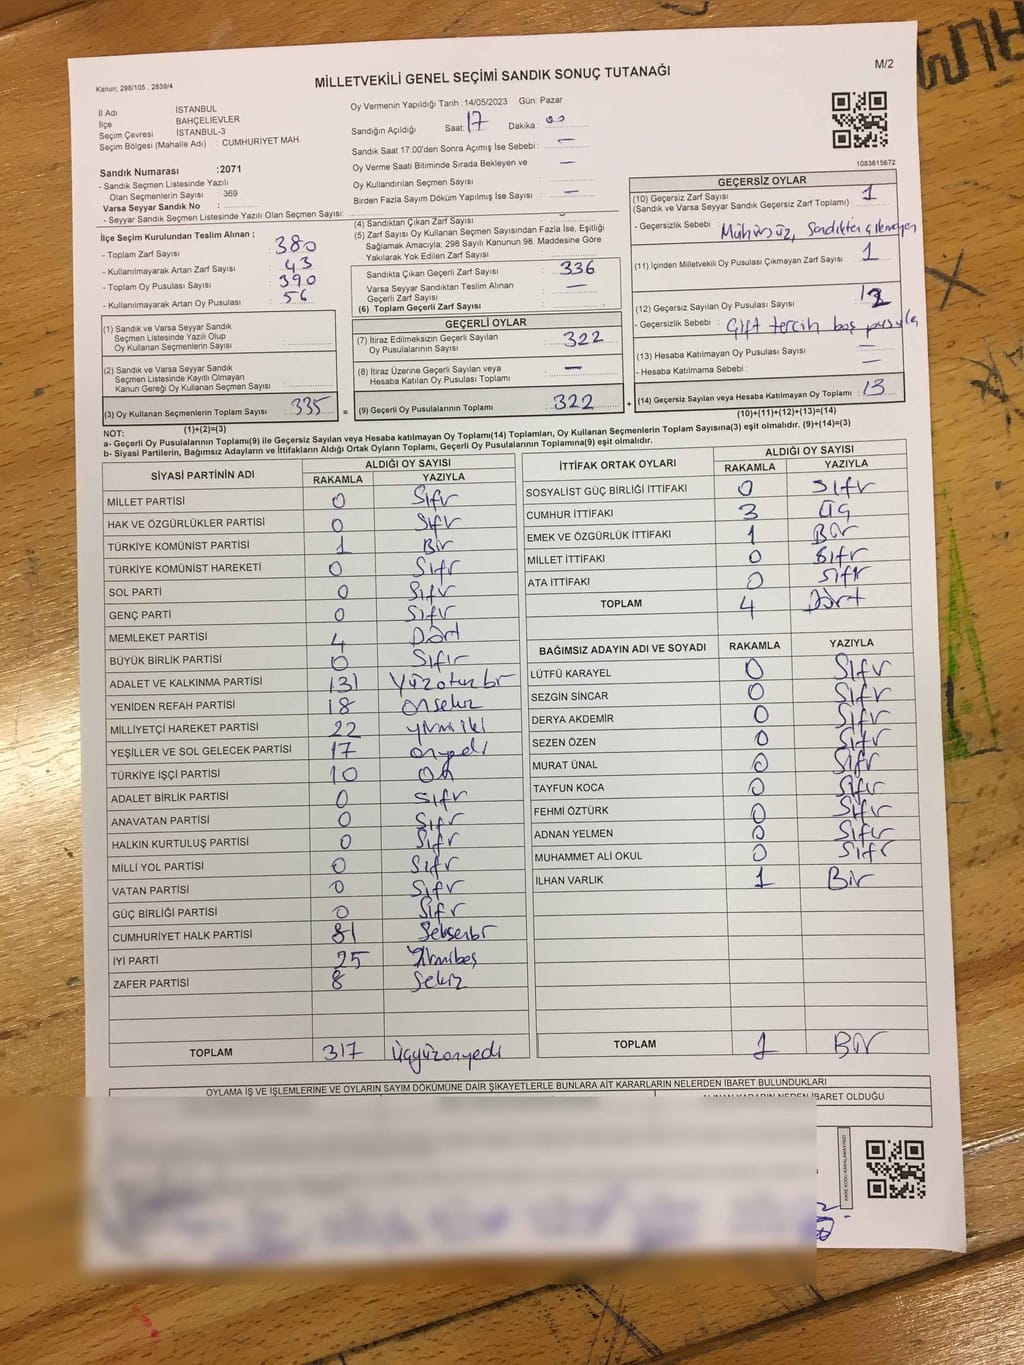 Kanun: 298/105 , 2839/4
MİLLETVEKİLİ GENEL SEÇİMİ SANDIK SONUÇ TUTANAĞI
M/2
İl Adı : İSTANBUL
İlçe : BAHÇELİEVLER
Seçim Çevresi : İSTANBUL-3
Seçim Bölgesi (Mahalle Adı) : CUMHURİYET MAH.
Oy Vermenin Yapıldığı Tarih : 14/05/2023 Gün: Pazar
Sandığın Açıldığı Saat: 17 Dakika : 00
Sandık Saat 17:00'den Sonra Açımış İse Sebebi : —
Oy Verme Saati Bitiminde Sırada Bekleyen ve —
Oy Kullandırılan Seçmen Sayısı
Birden Fazla Sayım Döküm Yapılmış İse Sayısı : —
1083615672
Sandık Numarası :2071
- Sandık Seçmen Listesinde Yazılı
Olan Seçmenlerin Sayısı : 369
Varsa Seyyar Sandık No :
- Seyyar Sandık Seçmen Listesinde Yazılı Olan Seçmen Sayısı:
İlçe Seçim Kurulundan Teslim Alınan ;
- Toplam Zarf Sayısı : 380
- Kullanılmayarak Artan Zarf Sayısı : 43
- Toplam Oy Pusulası : 390
- Kullanılmayarak Artan Oy Pusulası : 56
(1) Sandık ve Varsa Seyyar Sandık
Seçmen Listesinde Yazılı Olup
Oy Kullanan Seçmenlerin Sayısı :
(2) Sandık ve Varsa Seyyar Sandık
Seçmen Listesinde Kayıtlı Olmayan
Kanun Gereği Oy Kullanan Seçmen Sayısı :
(3) Oy Kullanan Seçmenlerin Toplam Sayısı : 335 =
(1)+(2)=(3)
(4) Sandıktan Çıkan Zarf Sayısı :
(5) Zarf Sayısı Oy Kullanan Seçmen Sayısından Fazla İse, Eşitliği
Sağlamak Amacıyla; 298 Sayılı Kanunun 98. Maddesine Göre
Yakılarak Yok Edilen Zarf Sayısı :
Sandıkta Çıkan Geçerli Zarf Sayısı : 336
Varsa Seyyar Sandıktan Teslim Alınan
Geçerli Zarf Sayısı : —
(6) Toplam Geçerli Zarf Sayısı :
GEÇERLİ OYLAR
(7) İtiraz Edilmeksizin Geçerli Sayılan
Oy Pusulalarının Sayısı : 322
(8) İtiraz Üzerine Geçerli Sayılan veya
Hesaba Katılan Oy Pusulası Toplamı : —
(9) Geçerli Oy Pusulalarının Toplamı : 322 +
GEÇERSİZ OYLAR
(10) Geçersiz Zarf Sayısı : 1
(Sandık ve Varsa Seyyar Sandık Geçersiz Zarf Toplamı)
- Geçersizlik Sebebi : Mühürsüz, Sandıkten
(11) İçinden Milletvekili Oy Pusulası Çıkmayan Zarf Sayısı : 1
(12) Geçersiz Sayılan Oy Pusulası Sayısı :
- Geçersizlik Sebebi : Çift tercih boş pusula
(13) Hesaba Katılmayan Oy Pusulası Sayısı : —
- Hesaba Katılmama Sebebi : —
(14) Geçersiz Sayılan veya Hesaba Katılmayan Oy Toplamı : 13
(10)+(11)+(12)+(13)=(14)
NOT:
a- Geçerli Oy Pusulalarının Toplamı(9) ile Geçersiz Sayılan veya Hesaba katılmayan Oy Toplamı(14) Toplamları, Oy Kullanan Seçmenlerin Toplam Sayısına(3) eşit olmalıdır. (9)+(14)=(3)
b- Siyasi Partilerin, Bağımsız Adayların ve İttifakların Aldığı Ortak Oyların Toplamı, Geçerli Oy Pusulalarının Toplamına(9) eşit olmalıdır.
SİYASİ PARTİNİN ADI ALDIĞI OY SAYISI
RAKAMLA YAZIYLA
MİLLET PARTİSİ 0 Sıfr
HAK VE ÖZGÜRLÜKLER PARTİSİ 0 Sıfr
TÜRKİYE KOMÜNİST PARTİSİ 1 Bir
TÜRKİYE KOMÜNİST HAREKETİ 0 Sıfr
SOL PARTİ 0 Sıfr
GENÇ PARTİ 0 Sıfr
MEMLEKET PARTİSİ 4 Dört
BÜYÜK BİRLİK PARTİSİ 0 Sıfır
ADALET VE KALKINMA PARTİSİ 131 Yüzotuzbr
YENİDEN REFAH PARTİSİ 18 Onsekiz
MİLLİYETÇİ HAREKET PARTİSİ 22 yirmiiki
YEŞİLLER VE SOL GELECEK PARTİSİ 17 onyedi
TÜRKİYE İŞÇİ PARTİSİ 10 On
ADALET BİRLİK PARTİSİ 0 Sıfr
ANAVATAN PARTİSİ 0 Sıfr
HALKIN KURTULUŞ PARTİSİ 0 Sıfr
MİLLİ YOL PARTİSİ 0 Sıfr
VATAN PARTİSİ 0 Sıfr
GÜÇ BİRLİĞİ PARTİSİ 0 Sıfr
CUMHURİYET HALK PARTİSİ 81 Seksenbr
İYİ PARTİ 25 Yirmibeş
ZAFER PARTİSİ 8 Sekiz
TOPLAM 317 Üçyüzonyedi
İTTİFAK ORTAK OYLARI ALDIĞI OY SAYISI
RAKAMLA YAZIYLA
SOSYALİST GÜÇ BİRLİĞİ İTTİFAKI 0 Sıfr
CUMHUR İTTİFAKI 3 Üç
EMEK VE ÖZGÜRLÜK İTTİFAKI 1 Bir
MİLLET İTTİFAKI 0 Sıfr
ATA İTTİFAKI 0 Sıfır
TOPLAM 4 Dört
BAĞIMSIZ ADAYIN ADI VE SOYADI RAKAMLA YAZIYLA
LÜTFÜ KARAYEL 0 Sıfr
SEZGİN SİNCAR 0 Sıfr
DERYA AKDEMİR 0 Sıfr
SEZEN ÖZEN 0 Sıfr
MURAT ÜNAL 0 Sıfr
TAYFUN KOCA 0 Sıfır
FEHMİ ÖZTÜRK 0 Sıfr
ADNAN YELMEN 0 Sıfır
MUHAMMET ALİ OKUL 0 Sıfr
İLHAN VARLIK 1 Bir
TOPLAM 1 Bir
OYLAMA İŞ VE İŞLEMLERİNE VE OYLARIN SAYIM DÖKÜMÜNE DAİR ŞİKAYETLERLE BUNLARA AİT KARARLARIN NELERDEN İBARET BULUNDUKLARI
ALINAN KARARIN NEDEN İBARET OLDUĞU
KARE KODU KARALAMAYINIZ!